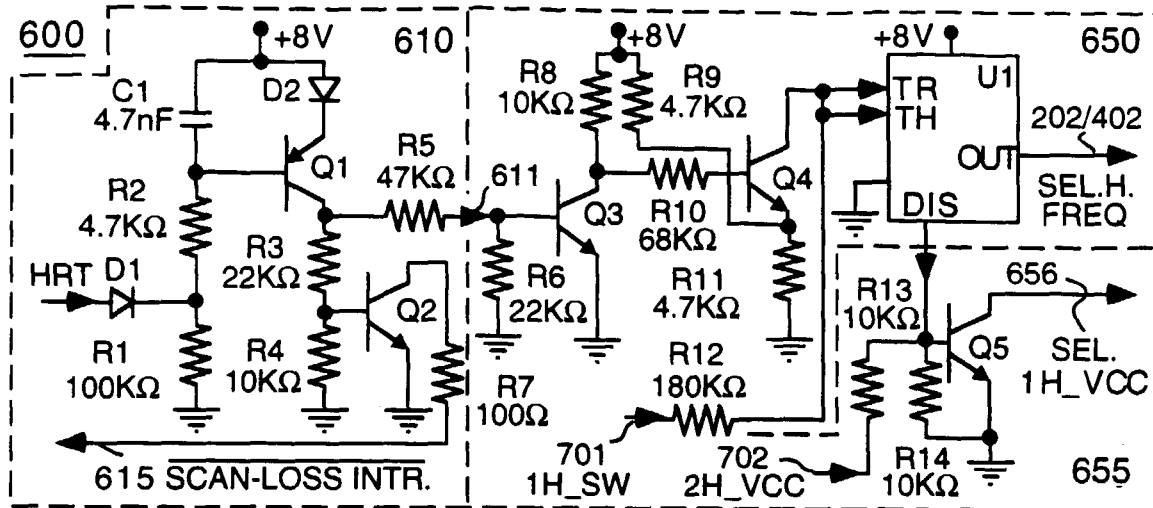 600
610
650
+8V
+8V
+8V
C1
4.7nF
D2
R8
10KΩ
R9
4.7KΩ
U1
TR
TH
202/402
Q1
R5
47KΩ
611
Q3
Q4
OUT
R2
4.7KΩ
R10
68KΩ
SEL.H.
FREQ
DIS
HRT
D1
R3
22KΩ
R6
22KΩ
R11
4.7KΩ
656
Q2
R13
10KΩ
Q5
R1
100KΩ
R4
10KΩ
R7
100Ω
R12
180KΩ
SEL.
1H_VCC
615 SCAN-LOSS INTR.
701
1H_SW
702
2H_VCC
R14
10KΩ
655